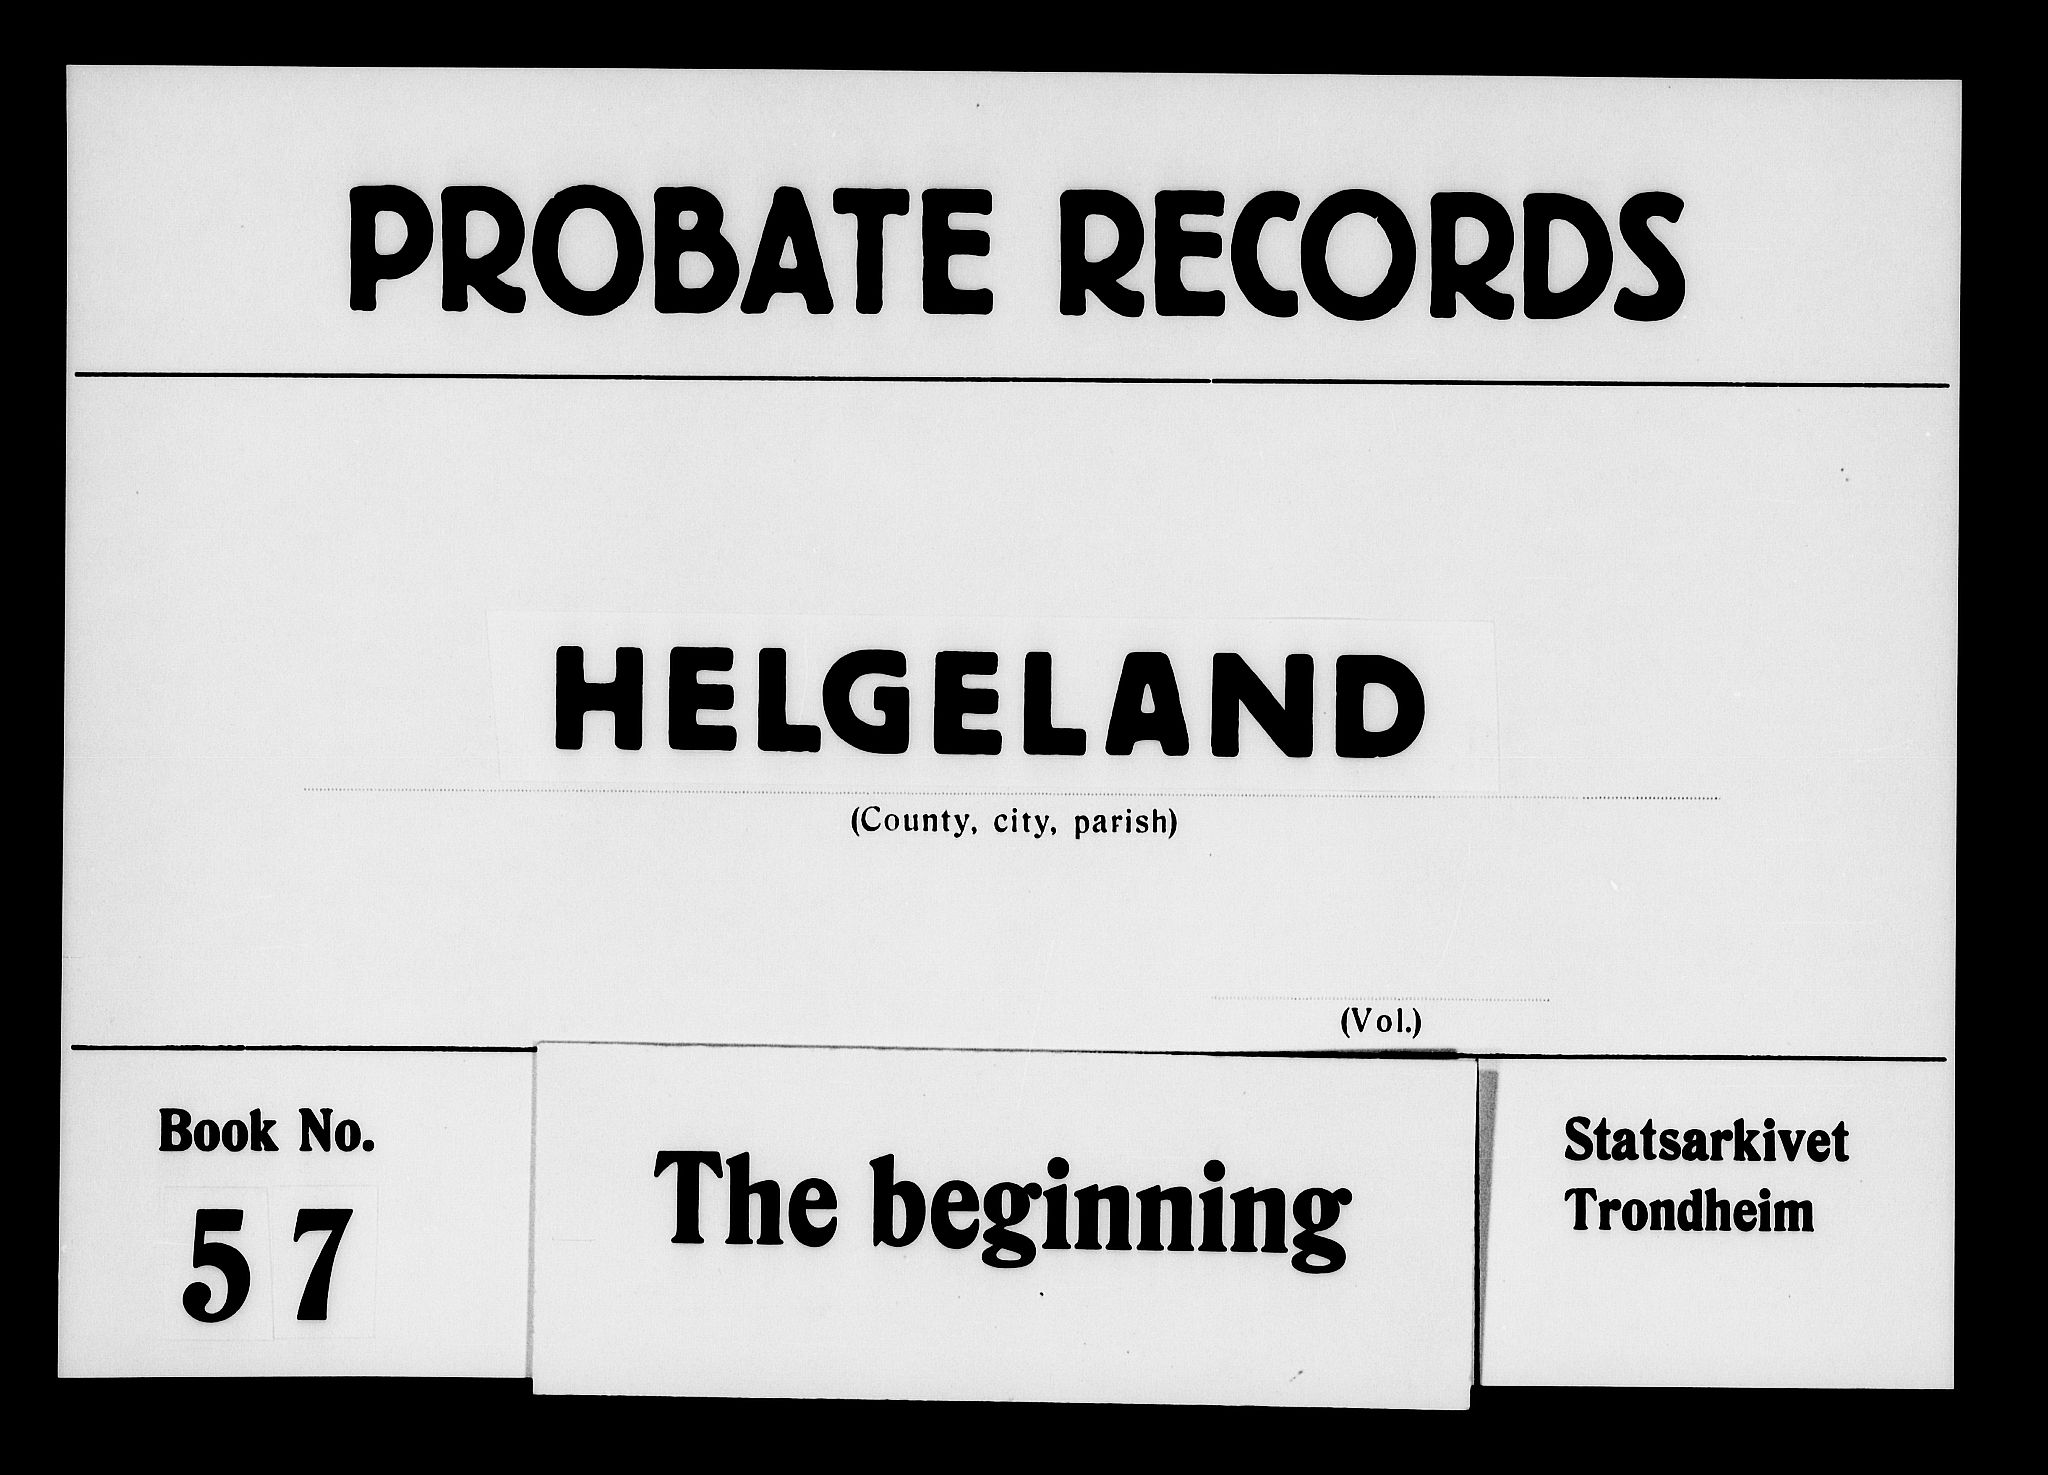 PROBATE RECORDS
HELGELAND
(County, city, parish)
(Vol.)
Book No.
57
The beginning
Statsarkivet
Trondheim